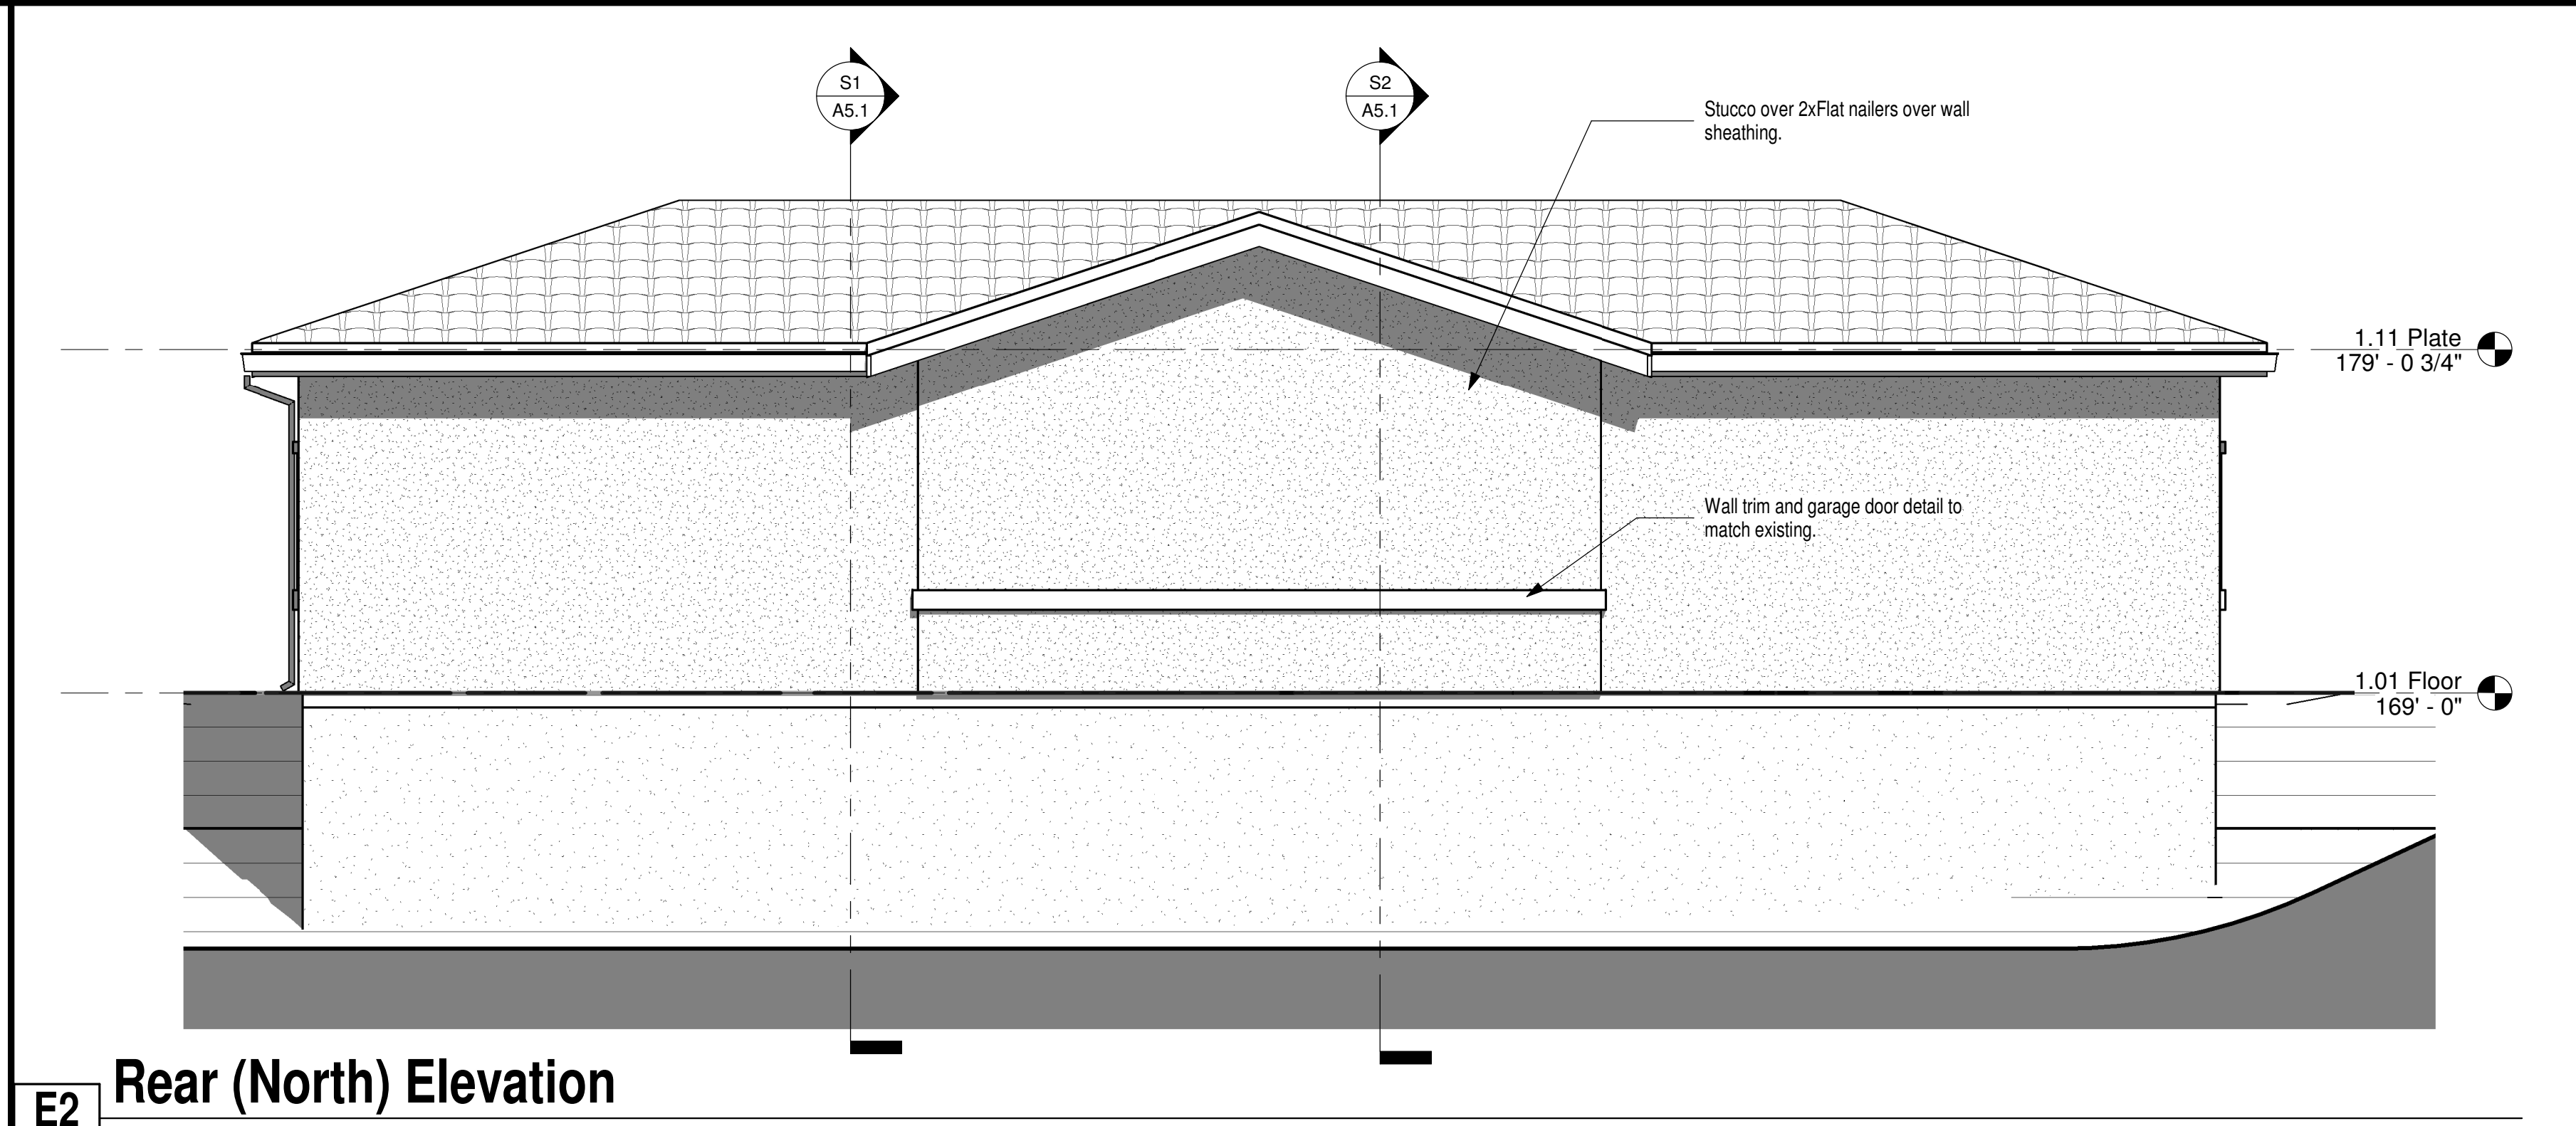 S1
A5.1
S2
A5.1
Stucco over 2xFlat nailers over wall
sheathing.
1.11 Plate
179' - 0 3/4"
Wall trim and garage door detail to
match existing.
1.01 Floor
169' - 0"
Rear (North) Elevation
E2